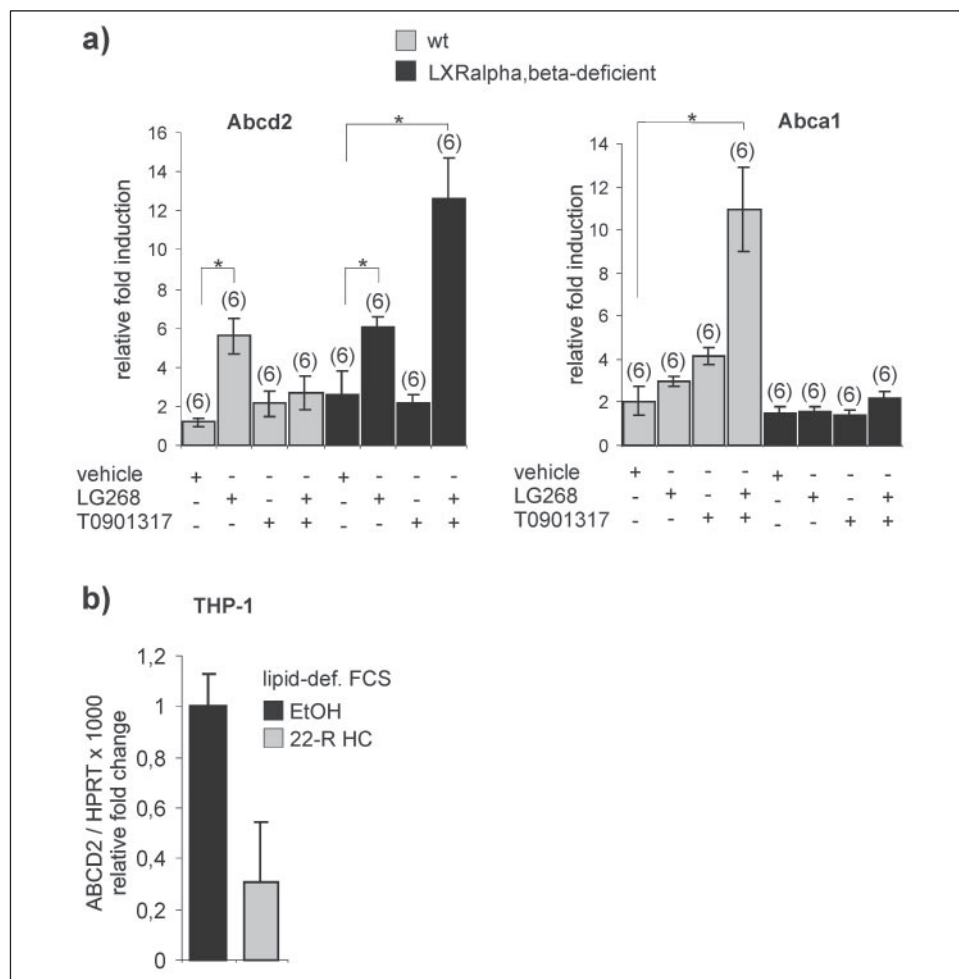 a)
wt
LXRalpha,beta-deficient
Abcd2
relative fold induction
16
14
12
10
8
6
4
2
0
*
*
*
(6)
(6)
(6)
(6)
(6)
(6)
(6)
(6)
vehicle + - - - + - - -
LG268 - + - + - + - +
T0901317 - - + + - - + +
Abca1
relative fold induction
14
12
10
8
6
4
2
0
*
(6)
(6)
(6)
(6)
(6)
(6)
(6)
(6)
vehicle + - - - + - - -
LG268 - + - + - + - +
T0901317 - - + + - - + +
b)
THP-1
ABCD2 / HPRT x 1000
relative fold change
1,2
1
0,8
0,6
0,4
0,2
0
lipid-def. FCS
EtOH
22-R HC